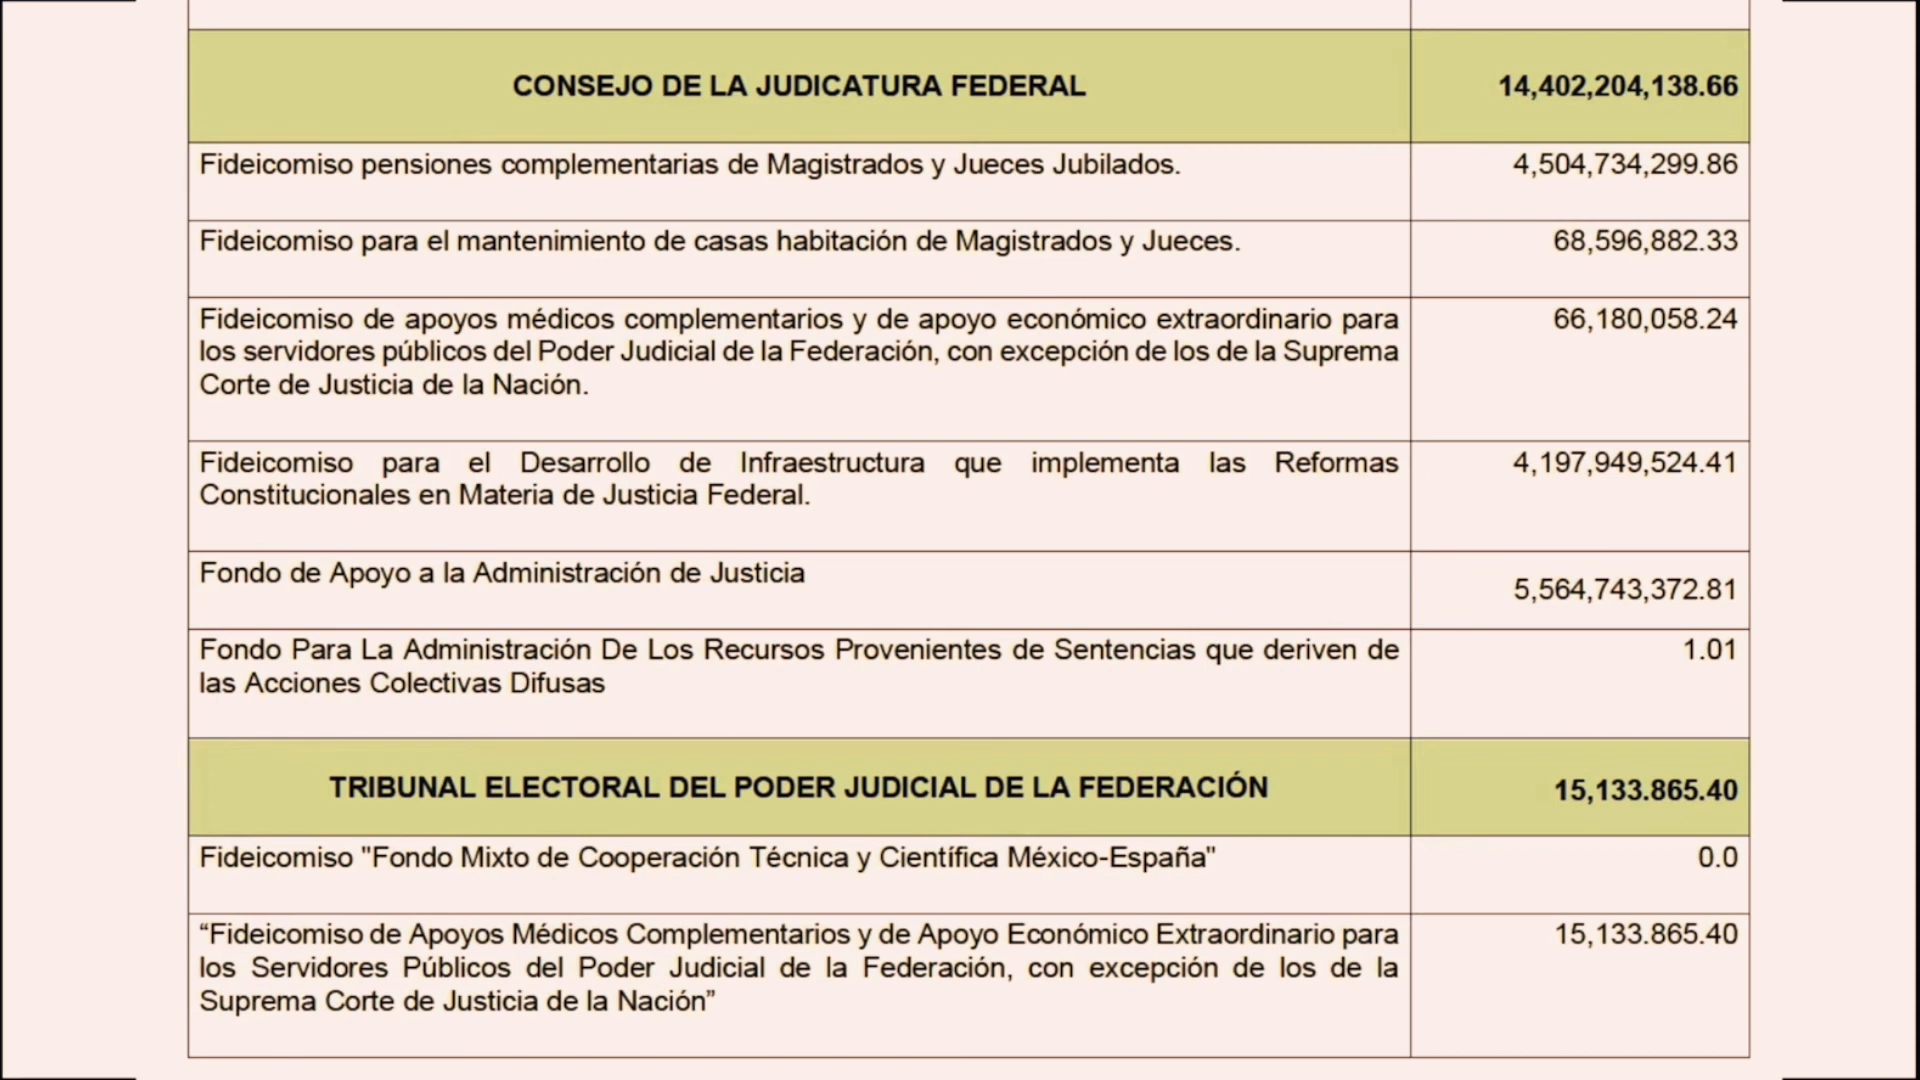 CONSEJO DE LA JUDICATURA FEDERAL 14,402,204,138.66
Fideicomiso pensiones complementarias de Magistrados y Jueces Jubilados. 4,504,734,299.86
Fideicomiso para el mantenimiento de casas habitación de Magistrados y Jueces. 68,596,882.33
Fideicomiso de apoyos médicos complementarios y de apoyo económico extraordinario para 66,180,058.24
los servidores públicos del Poder Judicial de la Federación, con excepción de los de la Suprema
Corte de Justicia de la Nación.
Fideicomiso para el Desarrollo de Infraestructura que implementa las Reformas 4,197,949,524.41
Constitucionales en Materia de Justicia Federal.
Fondo de Apoyo a la Administración de Justicia 5,564,743,372.81
Fondo Para La Administración De Los Recursos Provenientes de Sentencias que deriven de 1.01
las Acciones Colectivas Difusas
TRIBUNAL ELECTORAL DEL PODER JUDICIAL DE LA FEDERACIÓN 15,133.865.40
Fideicomiso "Fondo Mixto de Cooperación Técnica y Científica México-España" 0.0
“Fideicomiso de Apoyos Médicos Complementarios y de Apoyo Económico Extraordinario para 15,133.865.40
los Servidores Públicos del Poder Judicial de la Federación, con excepción de los de la
Suprema Corte de Justicia de la Nación”